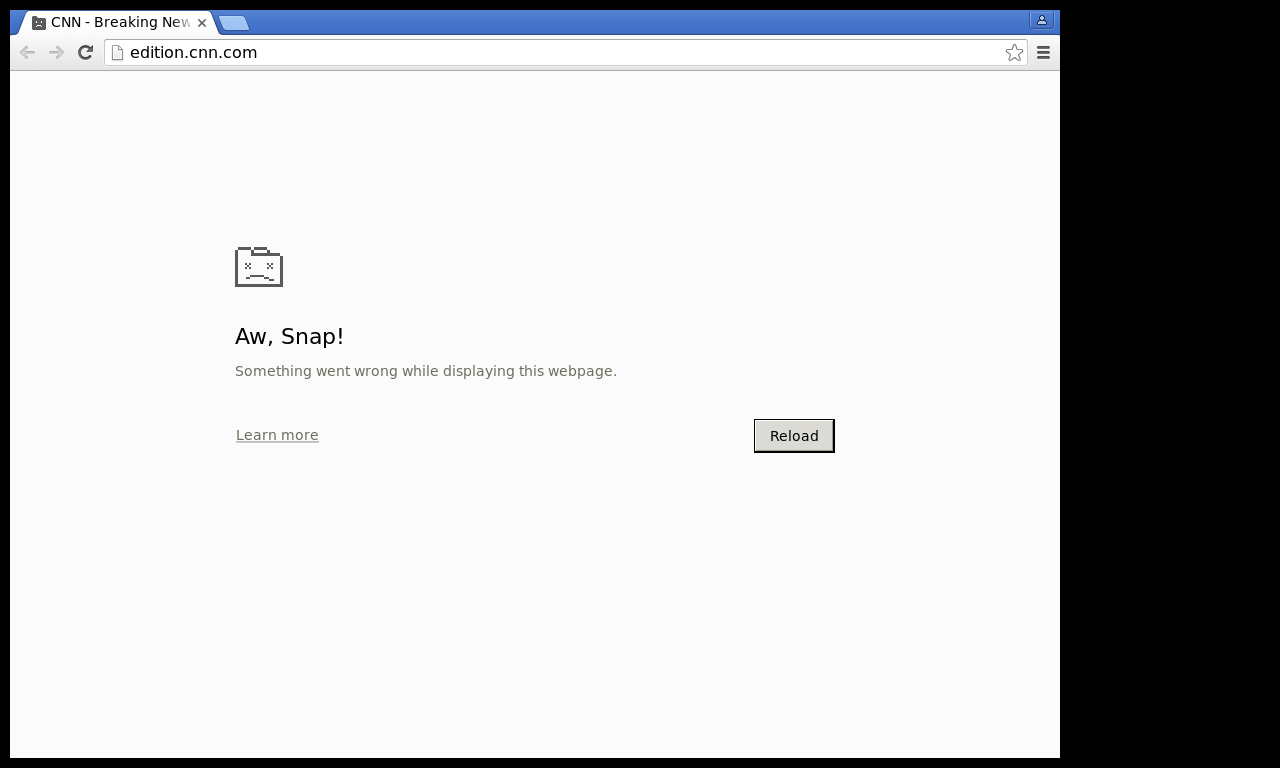 CNN - Breaking New
edition.cnn.com
Aw, Snap!
Something went wrong while displaying this webpage.
Learn more
Reload